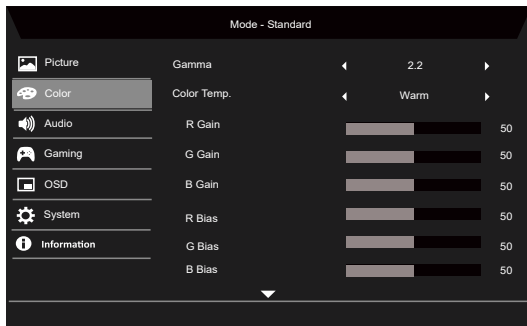 Mode - Standard
Picture
Color
Audio
Gaming
OSD
System
Information
Gamma 2.2
Color Temp. Warm
R Gain 50
G Gain 50
B Gain 50
R Bias 50
G Bias 50
B Bias 50